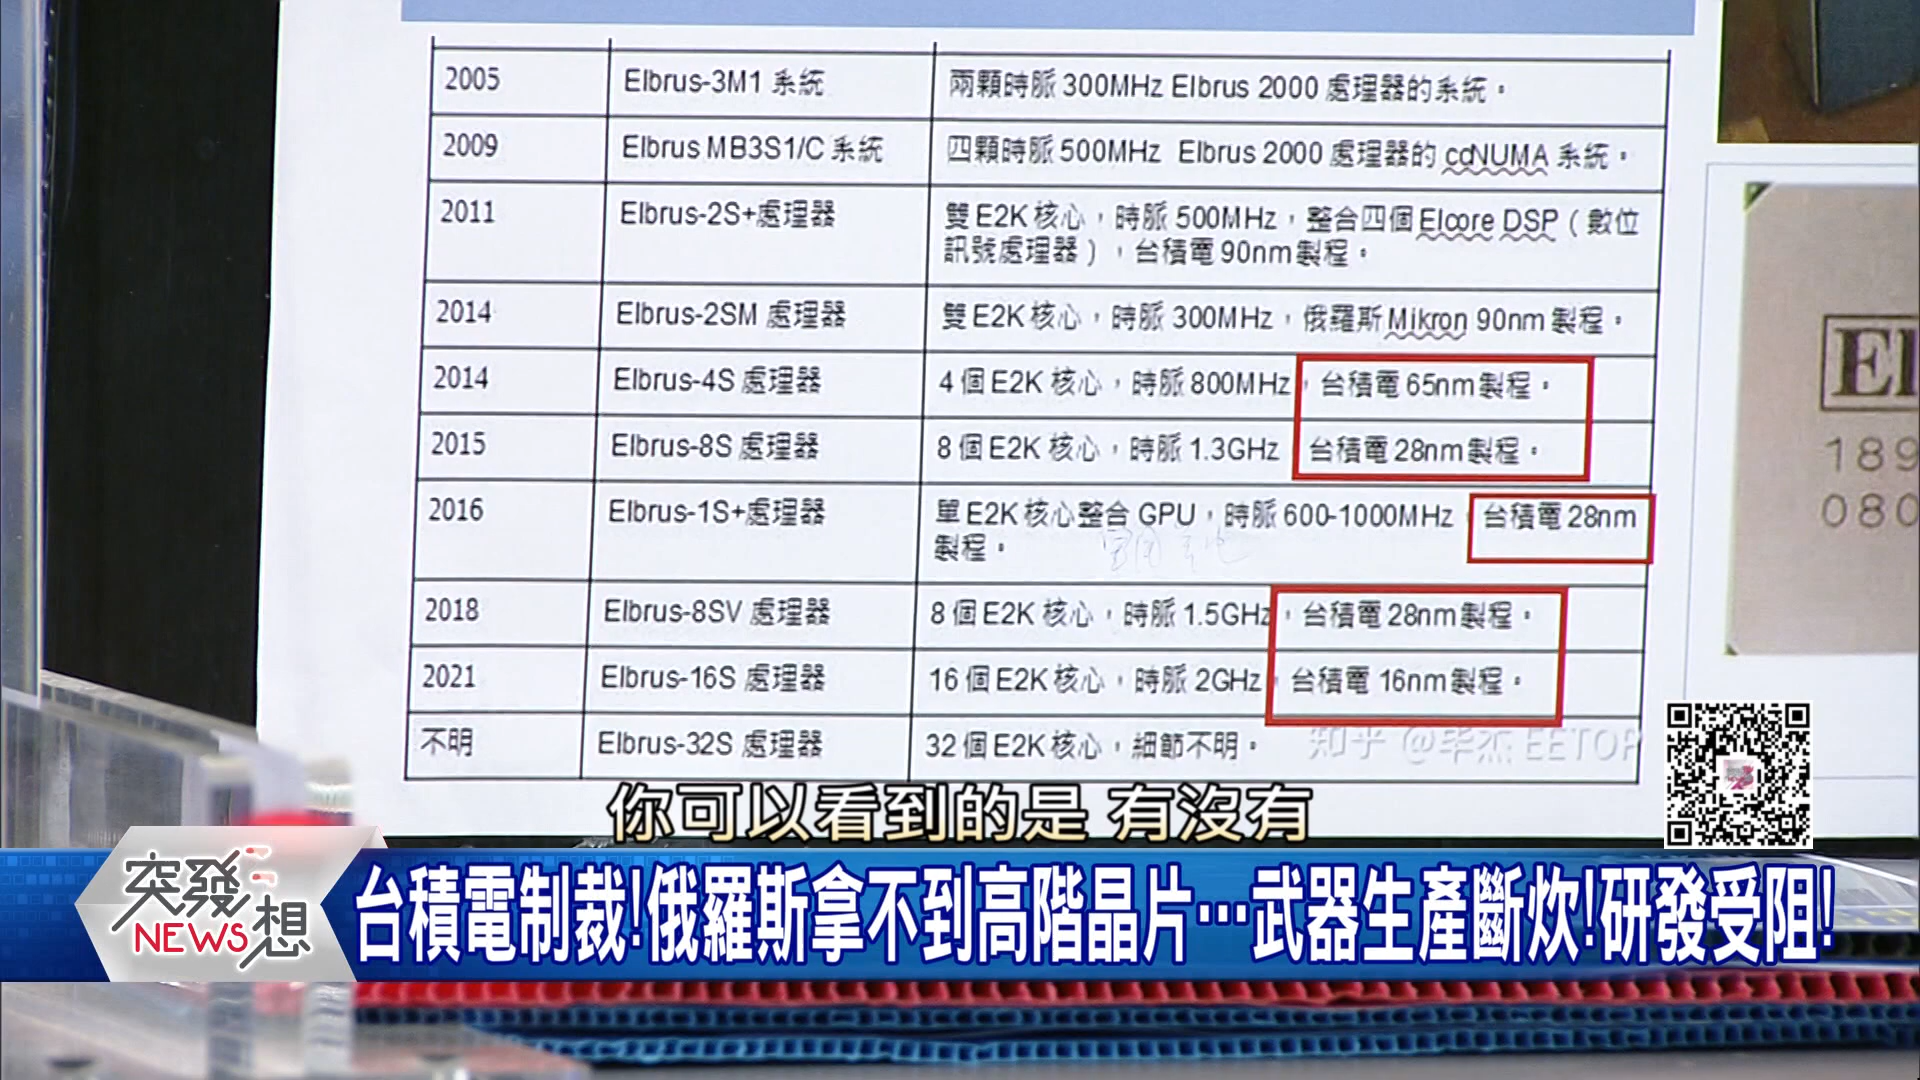 2005 Elbrus-3M1 系統 兩顆時脈 300MHz Elbrus 2000 處理器的系統。
2009 Elbrus MB3S1/C 系統 四顆時脈 500MHz Elbrus 2000 處理器的 ccNUMA 系統。
2011 Elbrus-2S+處理器 雙 E2K 核心，時脈 500MHz，整合四個 Elcore DSP（數位
訊號處理器），台積電 90nm 製程。
2014 Elbrus-2SM 處理器 雙 E2K 核心，時脈 300MHz，俄羅斯 Mikron 90nm 製程。
2014 Elbrus-4S 處理器 4 個 E2K 核心，時脈 800MHz，台積電 65nm 製程。
2015 Elbrus-8S 處理器 8 個 E2K 核心，時脈 1.3GHz 台積電 28nm 製程。
2016 Elbrus-1S+處理器 單 E2K 核心整合 GPU，時脈 600-1000MHz 台積電 28nm
製程。
2018 Elbrus-8SV 處理器 8 個 E2K 核心，時脈 1.5GHz，台積電 28nm 製程。
2021 Elbrus-16S 處理器 16 個 E2K 核心，時脈 2GHz，台積電 16nm 製程。
不明 Elbrus-32S 處理器 32 個 E2K 核心，細節不明。
知乎 @毕杰 EETOP
El
189
080
你可以看到的是 有沒有
突發
NEWS 想
台積電制裁!俄羅斯拿不到高階晶片…武器生產斷炊!研發受阻!